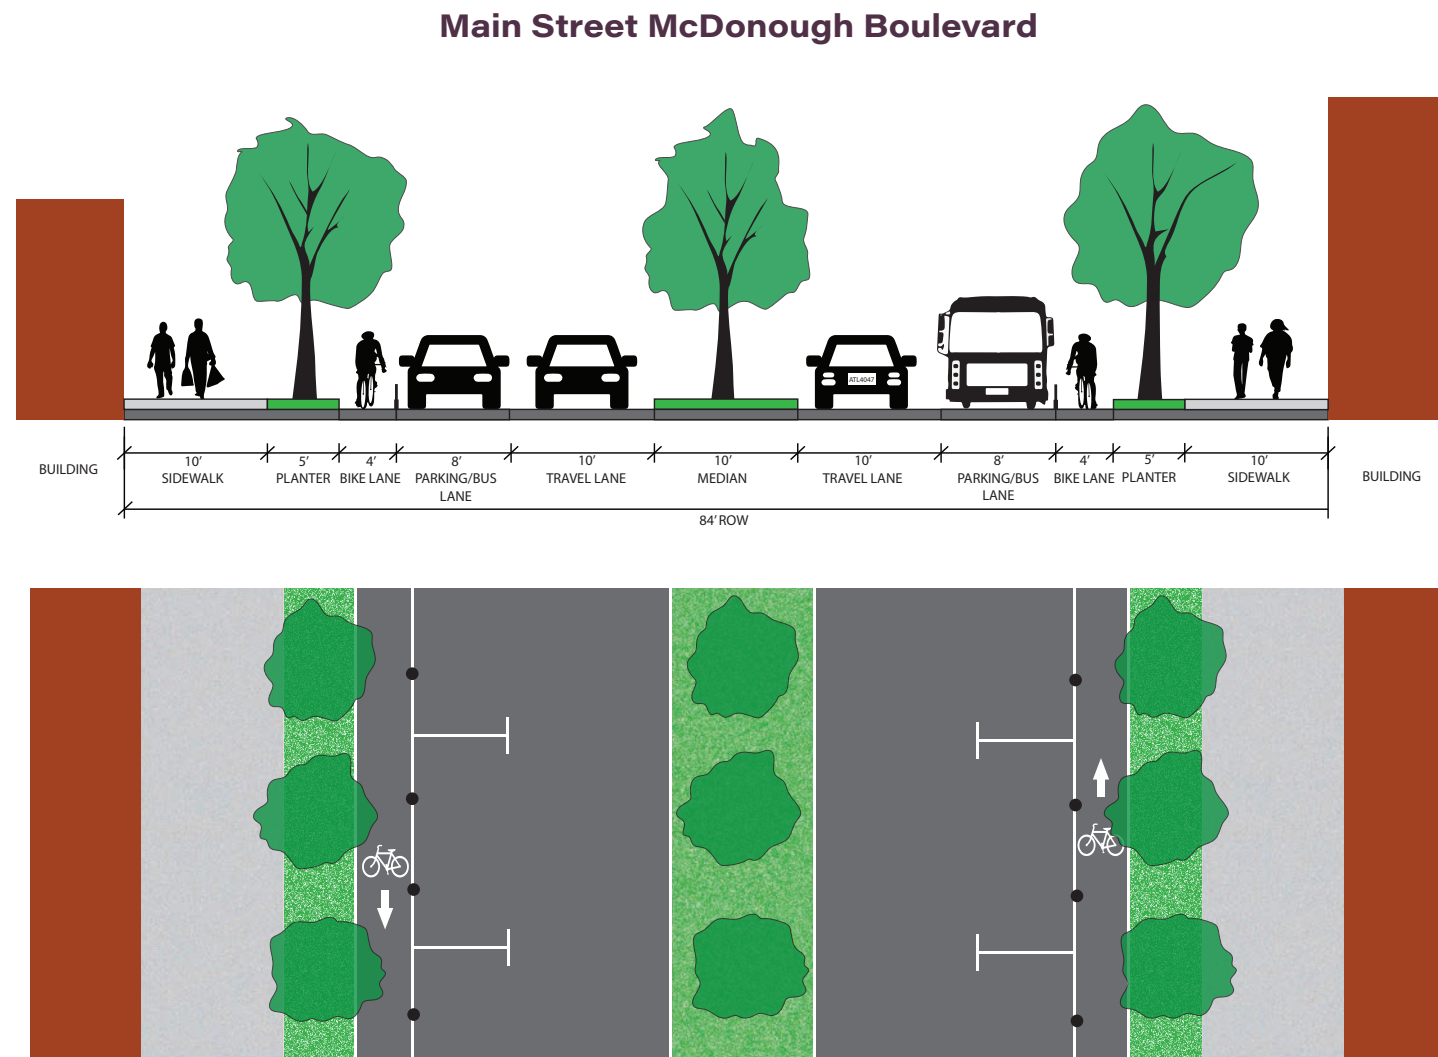 Main Street McDonough Boulevard
ATL4047
BUILDING
10’
SIDEWALK
5’
PLANTER
4’
BIKE LANE
8’
PARKING/BUS
LANE
10’
TRAVEL LANE
10’
MEDIAN
10’
TRAVEL LANE
8’
PARKING/BUS
LANE
4’
BIKE LANE
5’
PLANTER
10’
SIDEWALK
BUILDING
84’ ROW